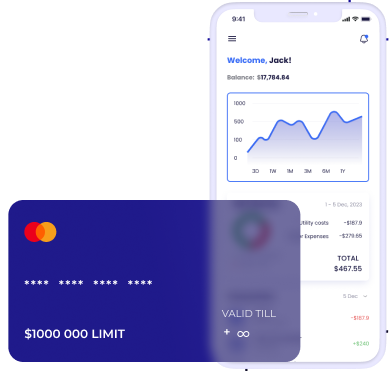 9:41
Welcome, Jack!
Balance: $17,784.84
1000
500
100
0
3D 1W 1M 3M 6M 1Y
1 – 5 Dec, 2023
Utility costs -$187.9
Expenses -$279.65
TOTAL
$467.55
**** **** **** ****
5 Dec
VALID TILL
-$187.9
$1000 000 LIMIT
+ ∞
+$240